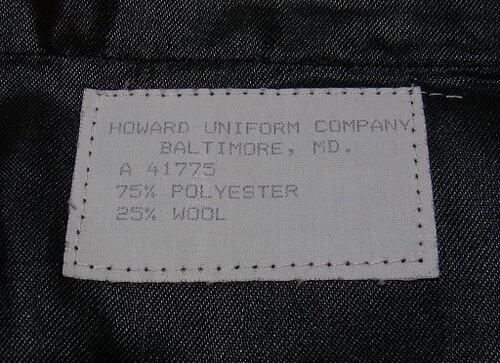 HOWARD UNIFORM COMPANY
BALTIMORE, MD.
A 41775
75% POLYESTER
25% WOOL